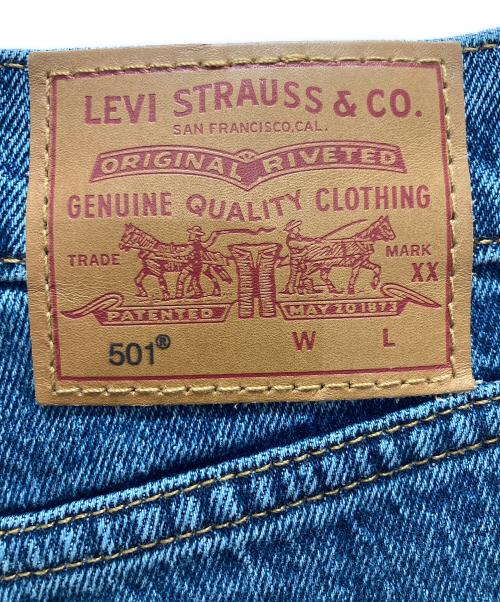 LEVI STRAUSS & CO.
SAN FRANCISCO, CAL.
ORIGINAL RIVETED
GENUINE QUALITY CLOTHING
TRADE MARK
XX
PATENTED MAY 20 1873
501® W L